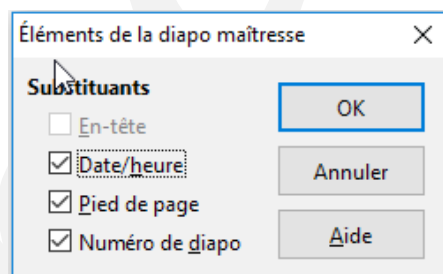 Éléments de la diapo maîtresse
Substituants
En-tête
Date/heure
Pied de page
Numéro de diapo
OK
Annuler
Aide